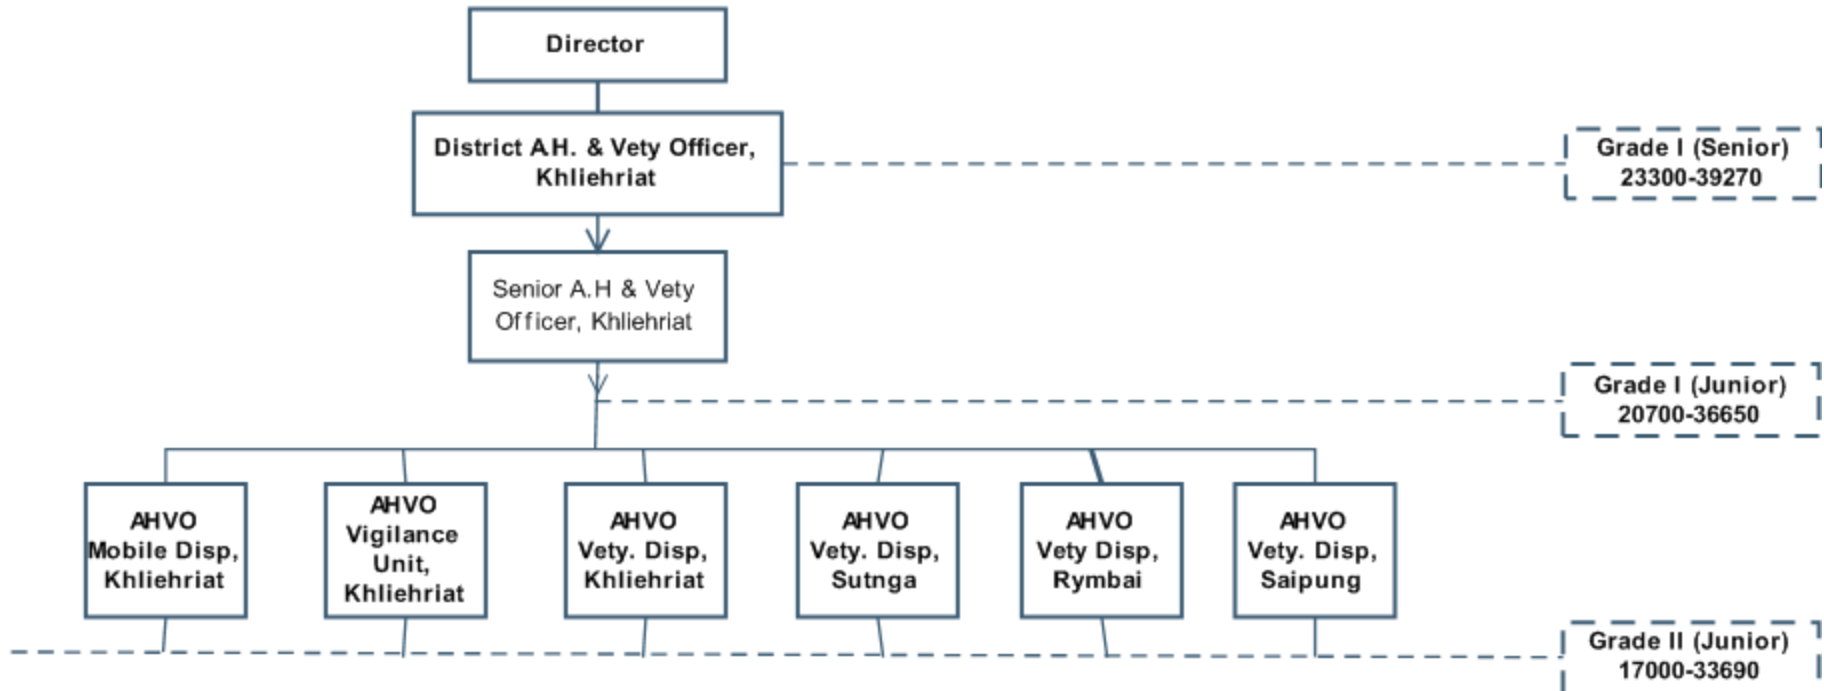 Director
District A.H. & Vety Officer,
Khliehriat
Grade I (Senior)
23300-39270
Senior A.H & Vety
Officer, Khliehriat
Grade I (Junior)
20700-36650
AHVO
Mobile Disp,
Khliehriat
AHVO
Vigilance
Unit,
Khliehriat
AHVO
Vety. Disp,
Khliehriat
AHVO
Vety. Disp,
Sutnga
AHVO
Vety Disp,
Rymbai
AHVO
Vety. Disp,
Saipung
Grade II (Junior)
17000-33690